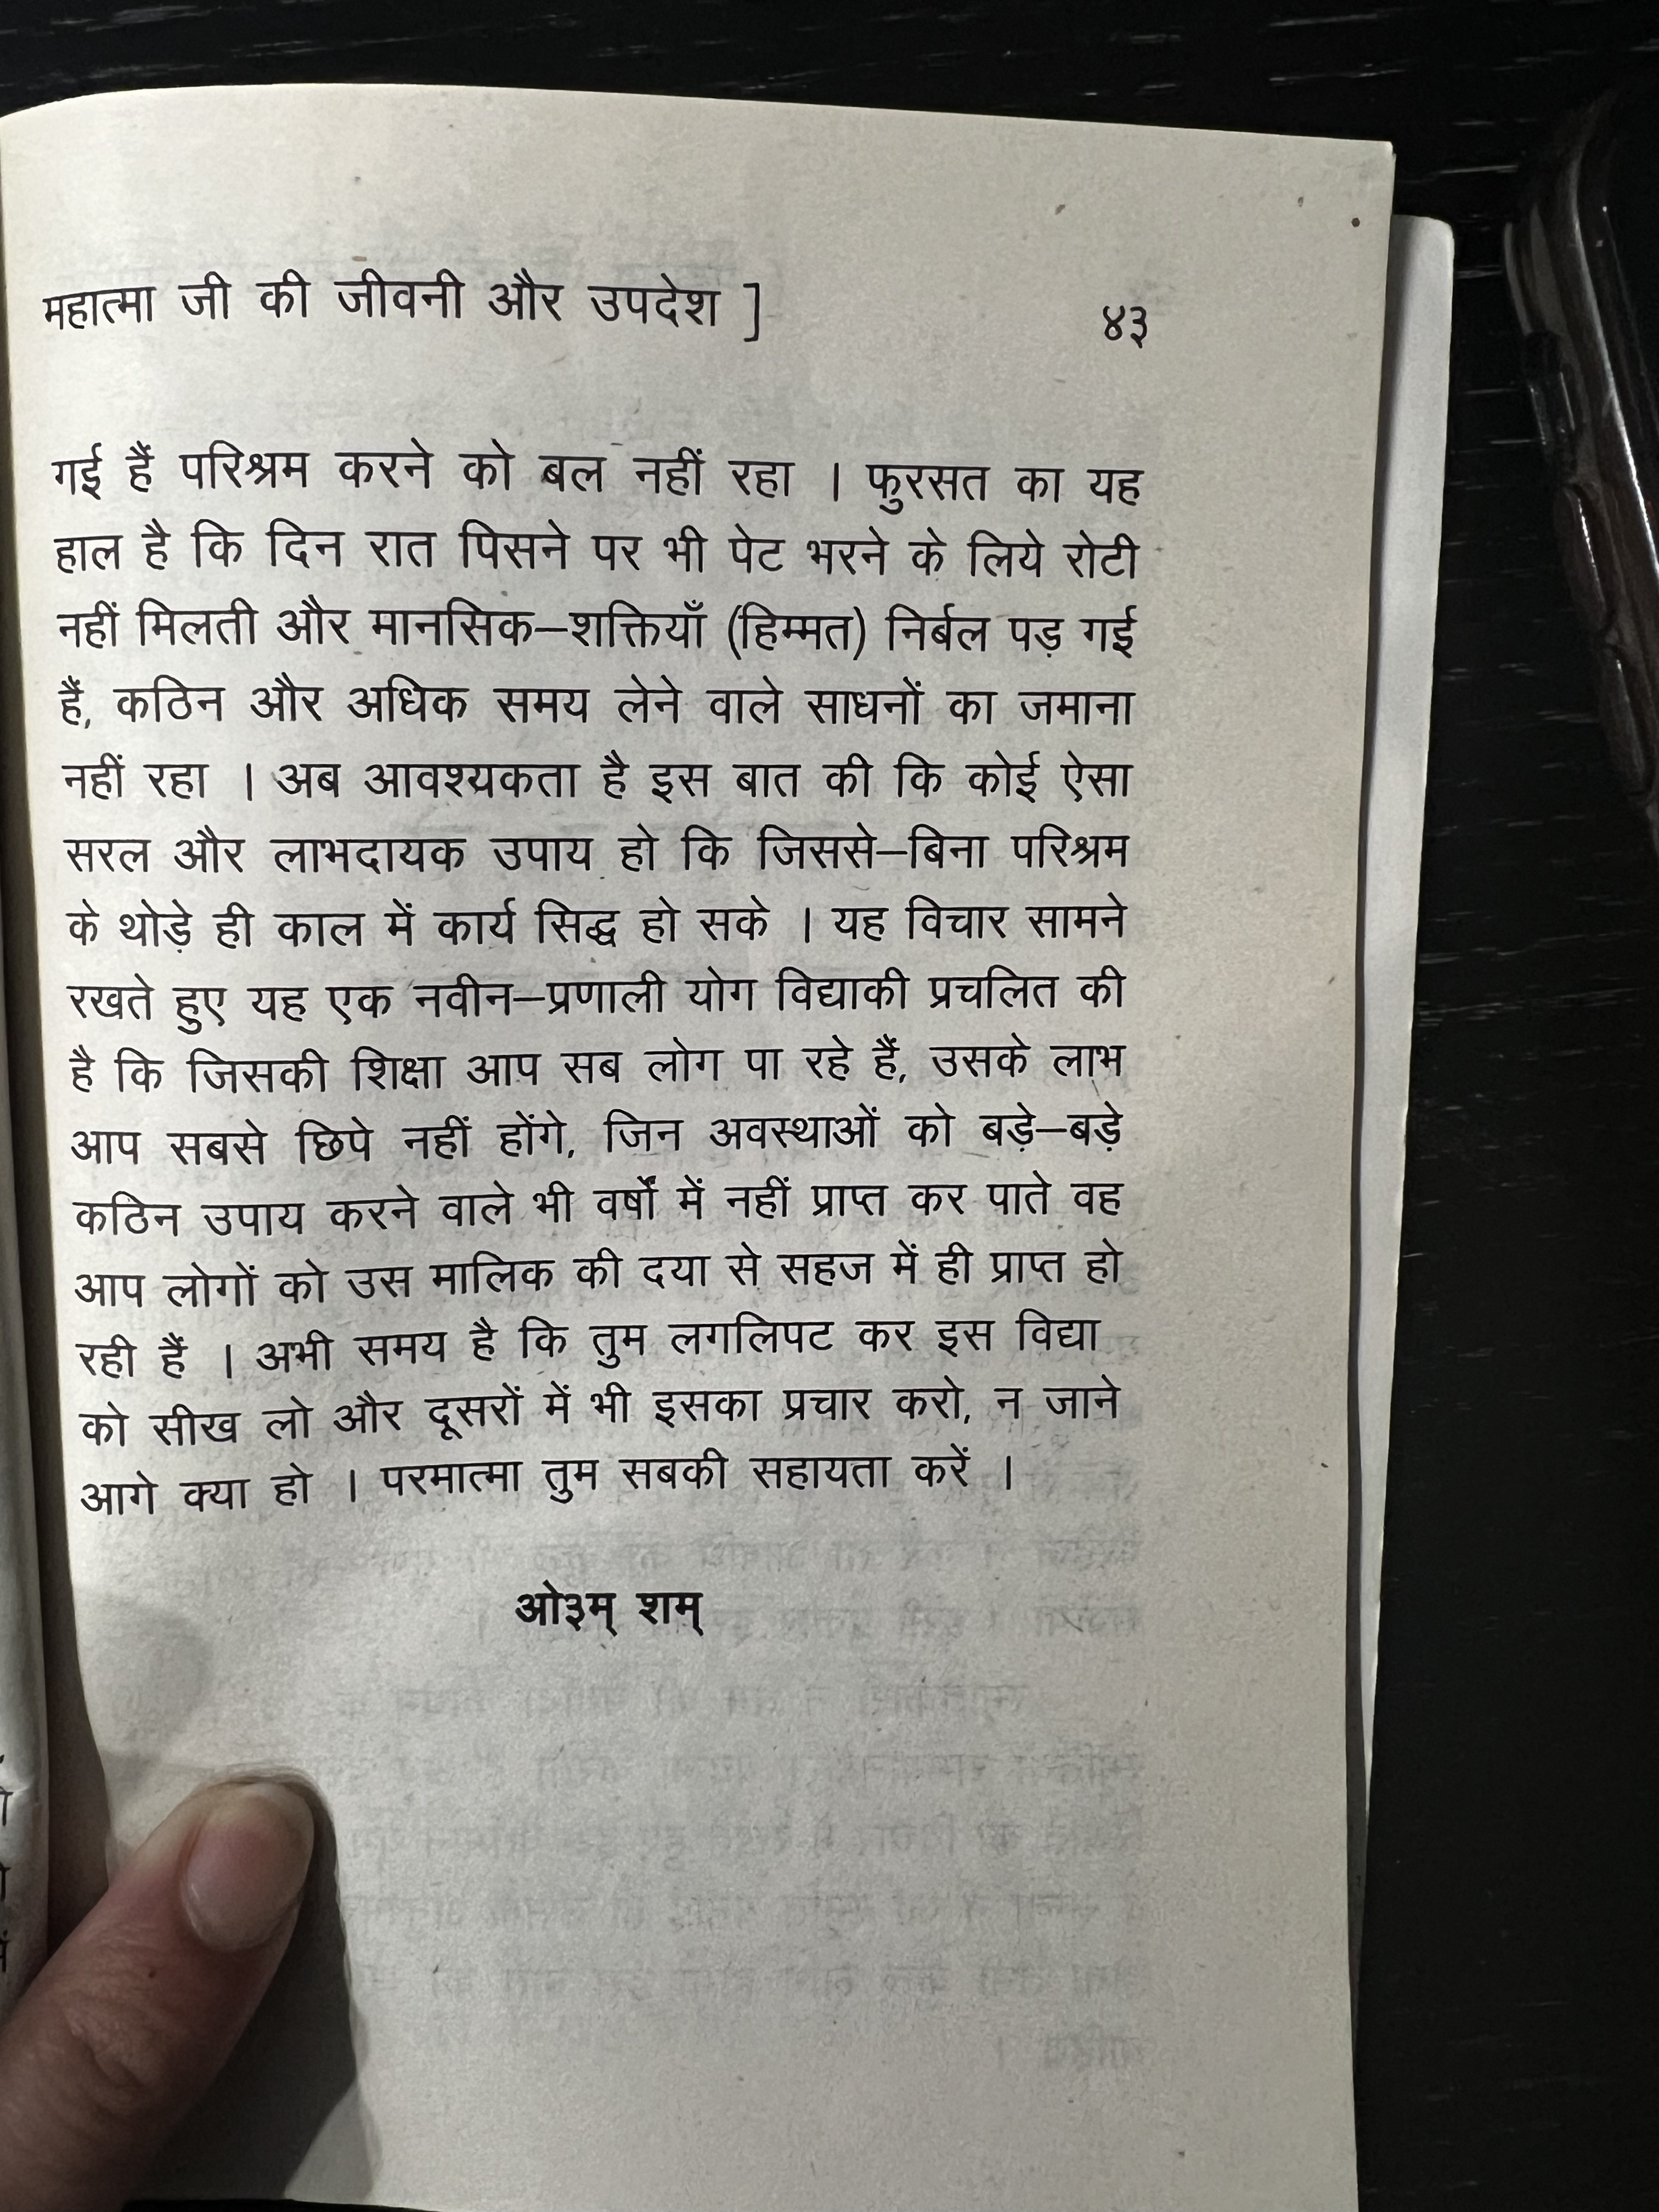 महात्मा जी की जीवनी और उपदेश ] ४३
गई हैं परिश्रम करने को बल नहीं रहा । फुरसत का यह
हाल है कि दिन रात पिसने पर भी पेट भरने के लिये रोटी
नहीं मिलती और मानसिक–शक्तियाँ (हिम्मत) निर्बल पड़ गई
हैं, कठिन और अधिक समय लेने वाले साधनों का जमाना
नहीं रहा । अब आवश्यकता है इस बात की कि कोई ऐसा
सरल और लाभदायक उपाय हो कि जिससे–बिना परिश्रम
के थोड़े ही काल में कार्य सिद्ध हो सके । यह विचार सामने
रखते हुए यह एक नवीन–प्रणाली योग विद्याकी प्रचलित की
है कि जिसकी शिक्षा आप सब लोग पा रहे हैं, उसके लाभ
आप सबसे छिपे नहीं होंगे, जिन अवस्थाओं को बड़े–बड़े
कठिन उपाय करने वाले भी वर्षों में नहीं प्राप्त कर पाते वह
आप लोगों को उस मालिक की दया से सहज में ही प्राप्त हो
रही हैं । अभी समय है कि तुम लगलिपट कर इस विद्या
को सीख लो और दूसरों में भी इसका प्रचार करो, न जाने
आगे क्या हो । परमात्मा तुम सबकी सहायता करें ।
ओ३म् शम्